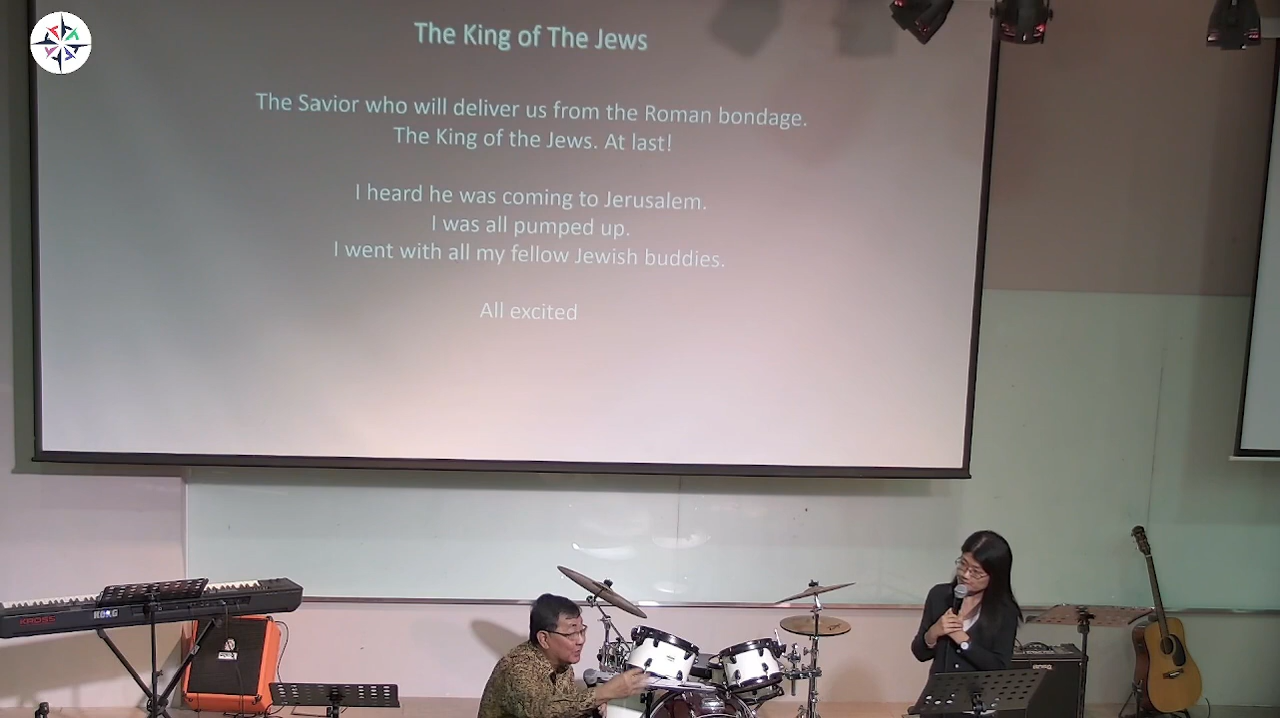 The King of The Jews
The Savior who will deliver us from the Roman bondage.
The King of the Jews. At last!
I heard he was coming to Jerusalem.
I was all pumped up.
I went with all my fellow Jewish buddies.
All excited
KROSS
KORG